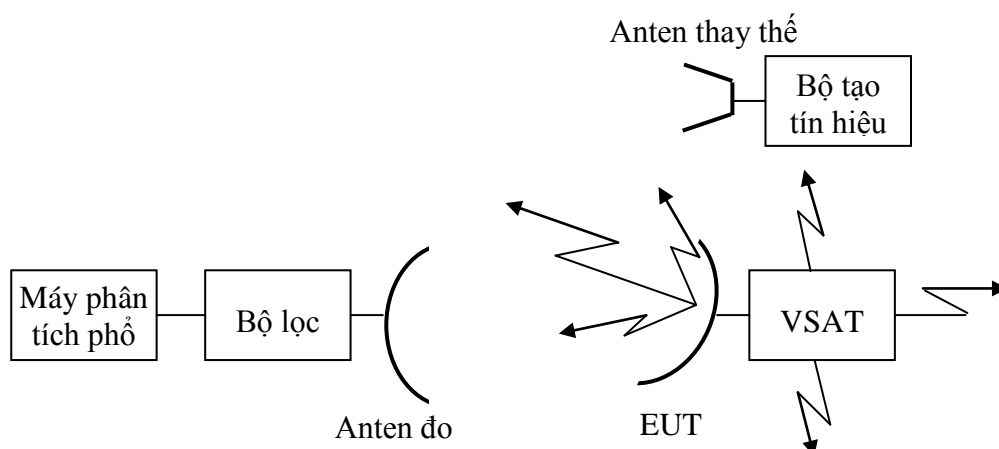 Anten thay thế
Bộ tạo
tín hiệu
Máy phân
tích phổ
Bộ lọc
VSAT
Anten đo
EUT